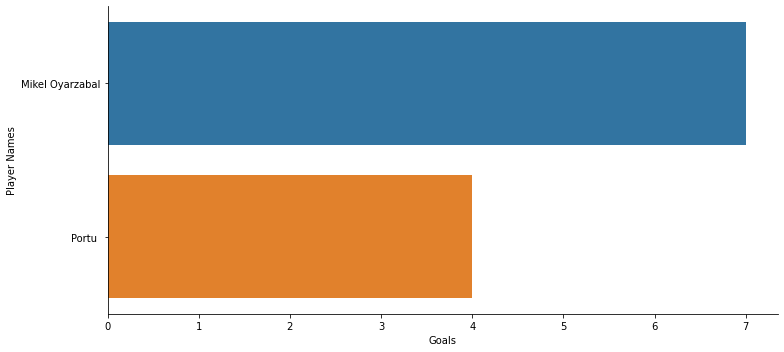 Player Names
Mikel Oyarzabal
Portu
0 1 2 3 4 5 6 7
Goals